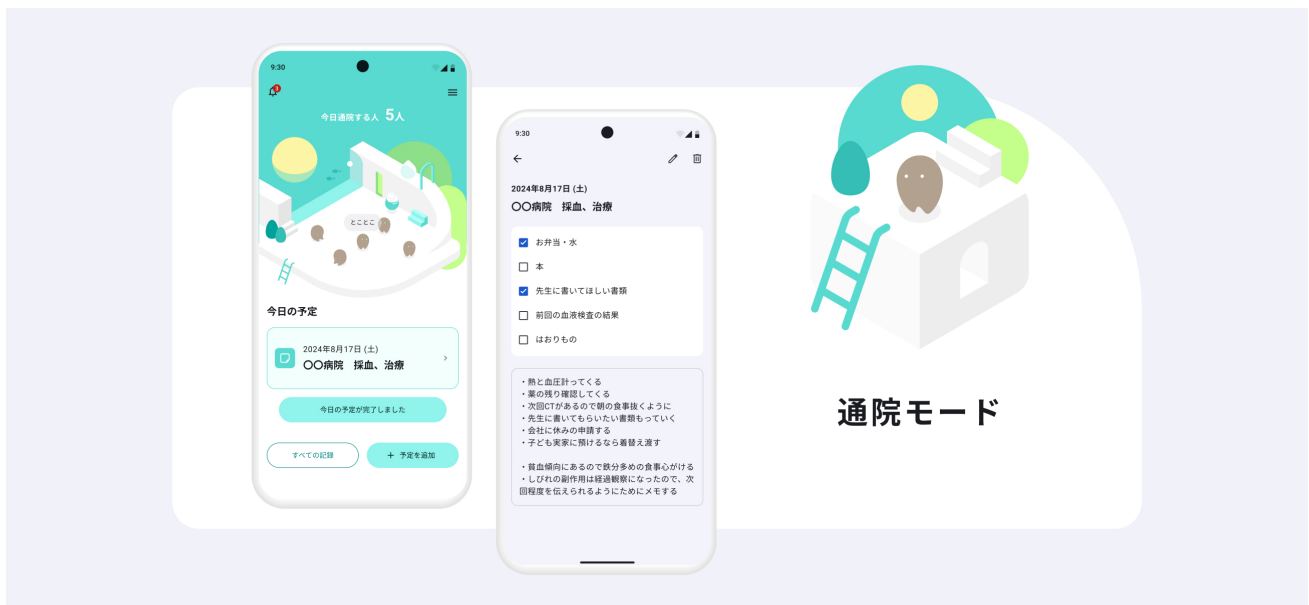 9:30
3
今日通院する人 5人
とことこ
今日の予定
2024年8月17日 (土)
〇〇病院　採血、治療
今日の予定が完了しました
すべての記録
＋ 予定を追加
9:30
2024年8月17日 (土)
〇〇病院　採血、治療
お弁当・水
本
先生に書いてほしい書類
前回の血液検査の結果
はおりもの
・熱と血圧計ってくる
・薬の残り確認してくる
・次回CTがあるので朝の食事抜くように
・先生に書いてもらいたい書類もっていく
・会社に休みの申請する
・子ども実家に預けるなら着替え渡す
・貧血傾向にあるので鉄分多めの食事心がける
・しびれの副作用は経過観察になったので、次
回程度を伝えられるようにためにメモする
通院モード